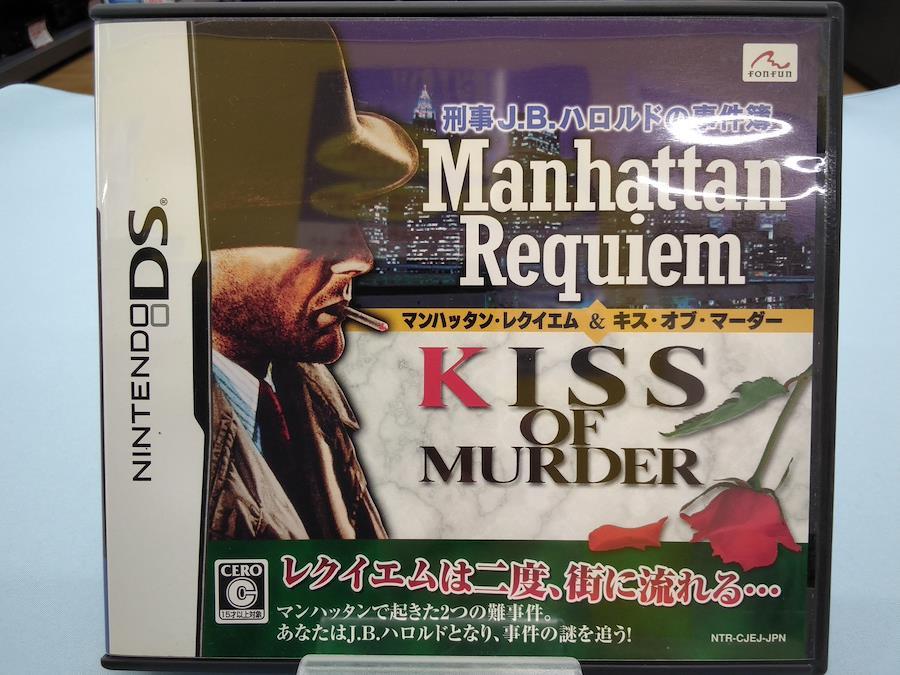 NINTENDO DS®
fonfun
刑事J.B.ハロルドの事件簿
Manhattan
Requiem
マンハッタン・レクイエム & キス・オブ・マーダー
KISS
OF
MURDER
レクイエムは二度、街に流れる…
CERO
C
15才以上対象
マンハッタンで起きた2つの難事件。
あなたはJ.B.ハロルドとなり、事件の謎を追う!
NTR-CJEJ-JPN